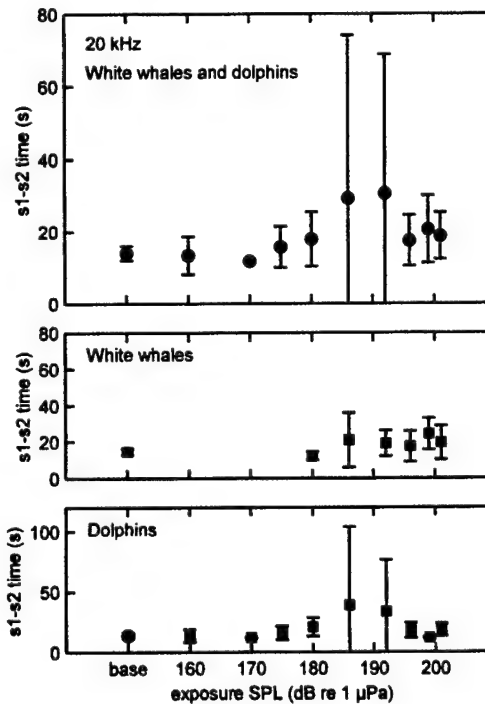 80
20 kHz
White whales and dolphins
60
40
20
0
s1-s2 time (s)
80
White whales
60
40
20
0
s1-s2 time (s)
Dolphins
100
50
0
s1-s2 time (s)
base 160 170 180 190 200
exposure SPL (dB re 1 µPa)